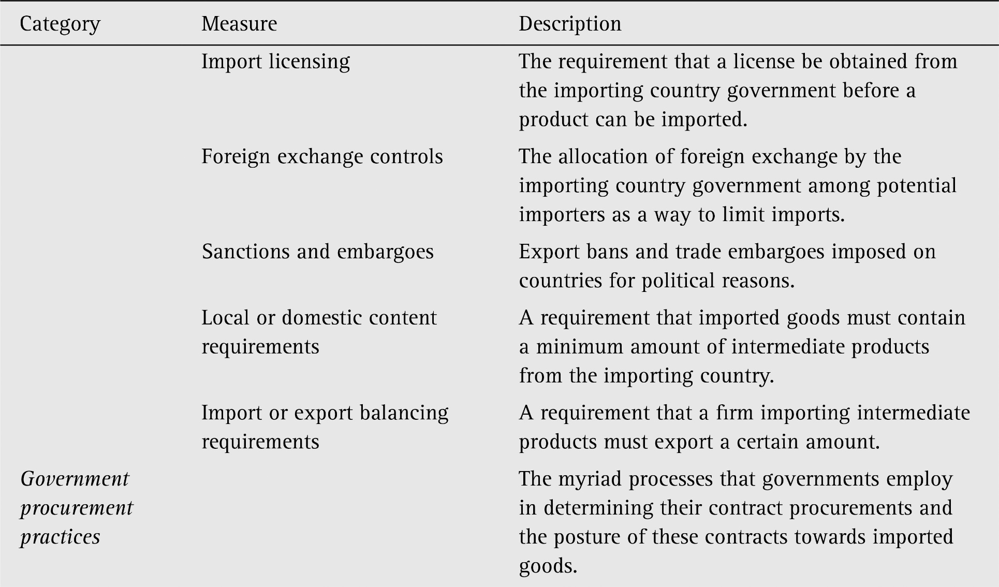 Category Measure Description
Import licensing The requirement that a license be obtained from
the importing country government before a
product can be imported.
Foreign exchange controls The allocation of foreign exchange by the
importing country government among potential
importers as a way to limit imports.
Sanctions and embargoes Export bans and trade embargoes imposed on
countries for political reasons.
Local or domestic content A requirement that imported goods must contain
requirements a minimum amount of intermediate products
from the importing country.
Import or export balancing A requirement that a firm importing intermediate
requirements products must export a certain amount.
Government The myriad processes that governments employ
procurement in determining their contract procurements and
practices the posture of these contracts towards imported
goods.